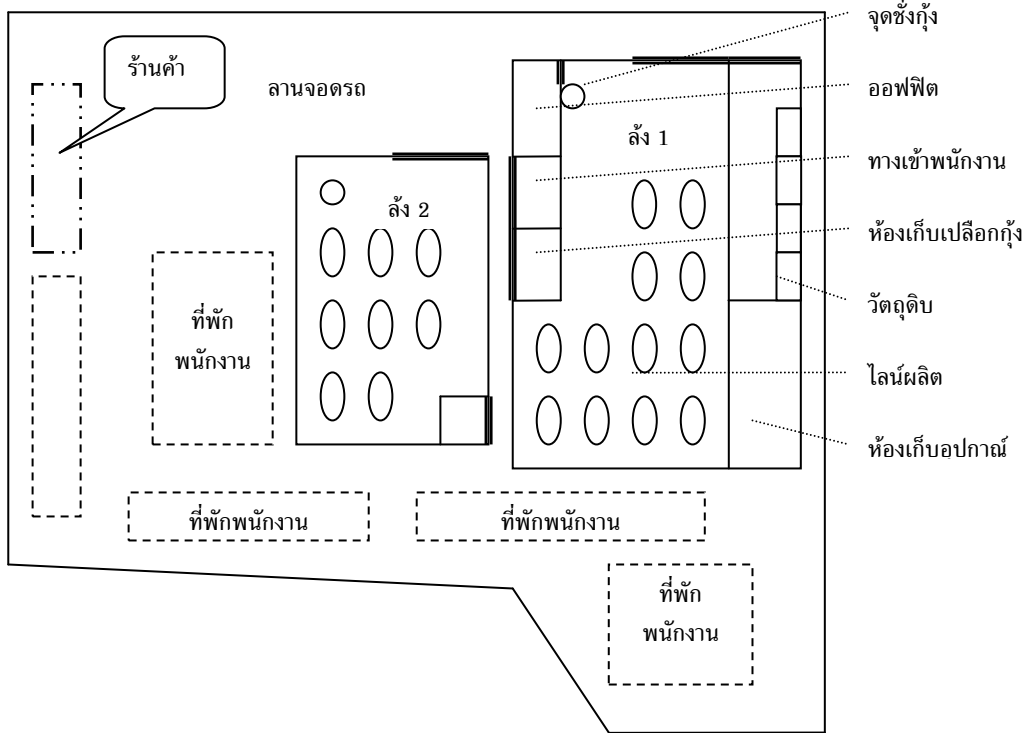 จุดชั่งกุ้ง
ร้านค้า
ลานจอดรถ
ออฟฟิต
ล้ง 1
ทางเข้าพนักงาน
ล้ง 2
ห้องเก็บเปลือกกุ้ง
วัตถุดิบ
ที่พัก
พนักงาน
ไลน์ผลิต
ห้องเก็บอุปกาณ์
ที่พักพนักงาน
ที่พักพนักงาน
ที่พัก
พนักงาน